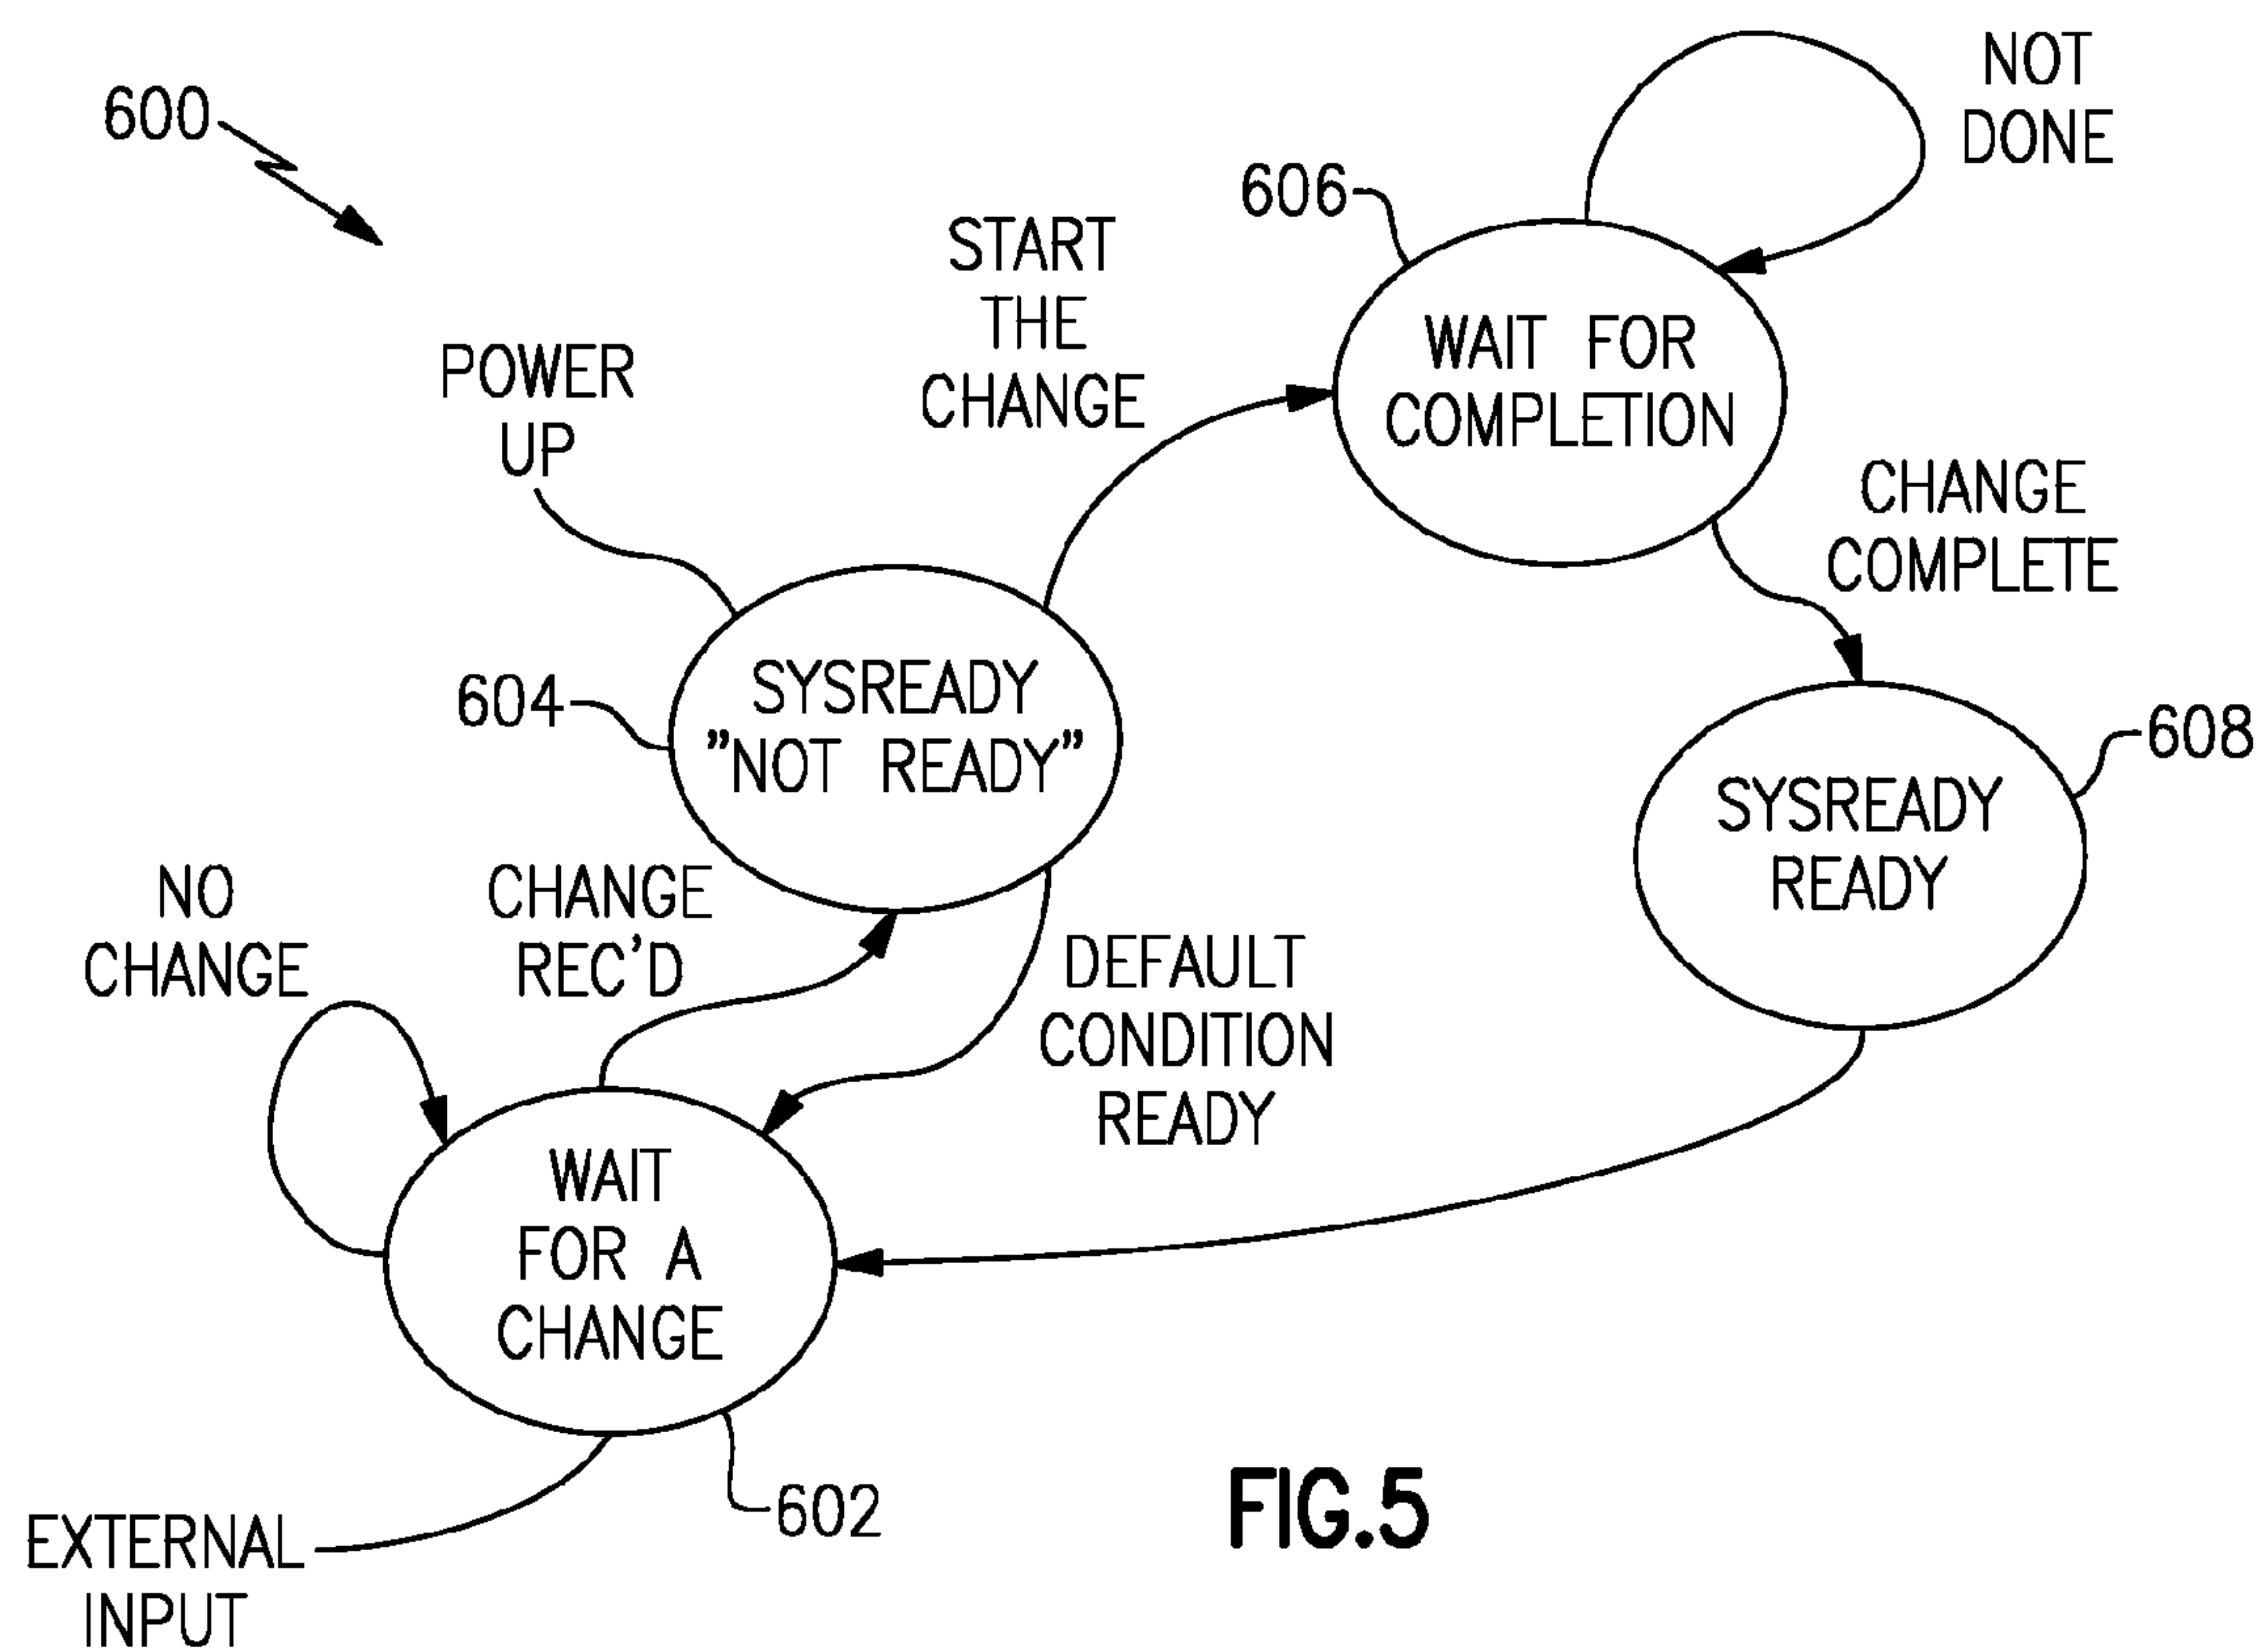 600
NOT
DONE
606
START
THE
CHANGE
POWER
UP
WAIT FOR
COMPLETION
CHANGE
COMPLETE
604
SYSREADY
"NOT READY"
608
SYSREADY
READY
NO
CHANGE
CHANGE
REC'D
DEFAULT
CONDITION
READY
WAIT
FOR A
CHANGE
602
EXTERNAL
INPUT
FIG.5